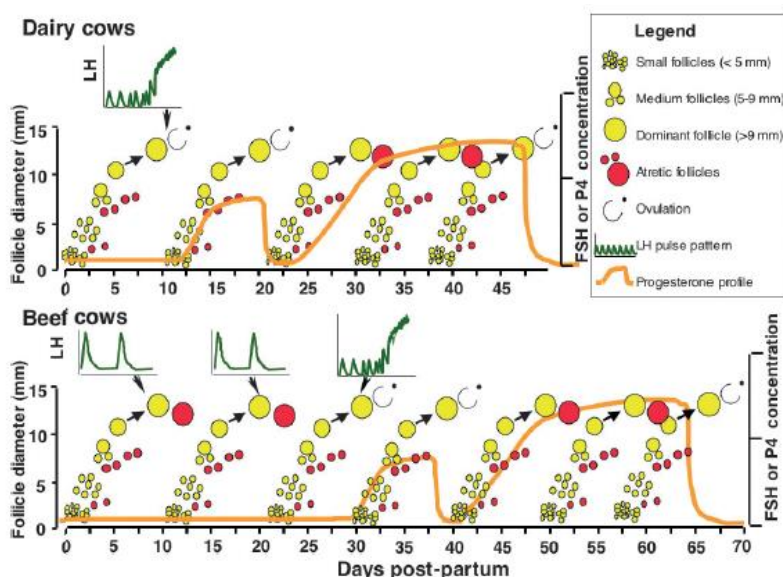 Dairy cows
LH
Follicle diameter (mm)
15
10
5
0
0 5 10 15 20 25 30 35 40 45
FSH or P4 concentration
Legend
Small follicles (< 5 mm)
Medium follicles (5-9 mm)
Dominant follicle (>9 mm)
Atretic follicles
Ovulation
LH pulse pattern
Progesterone profile
Beef cows
LH
Follicle diameter (mm)
15
10
5
0
0 5 10 15 20 25 30 35 40 45 50 55 60 65 70
Days post-partum
FSH or P4 concentration